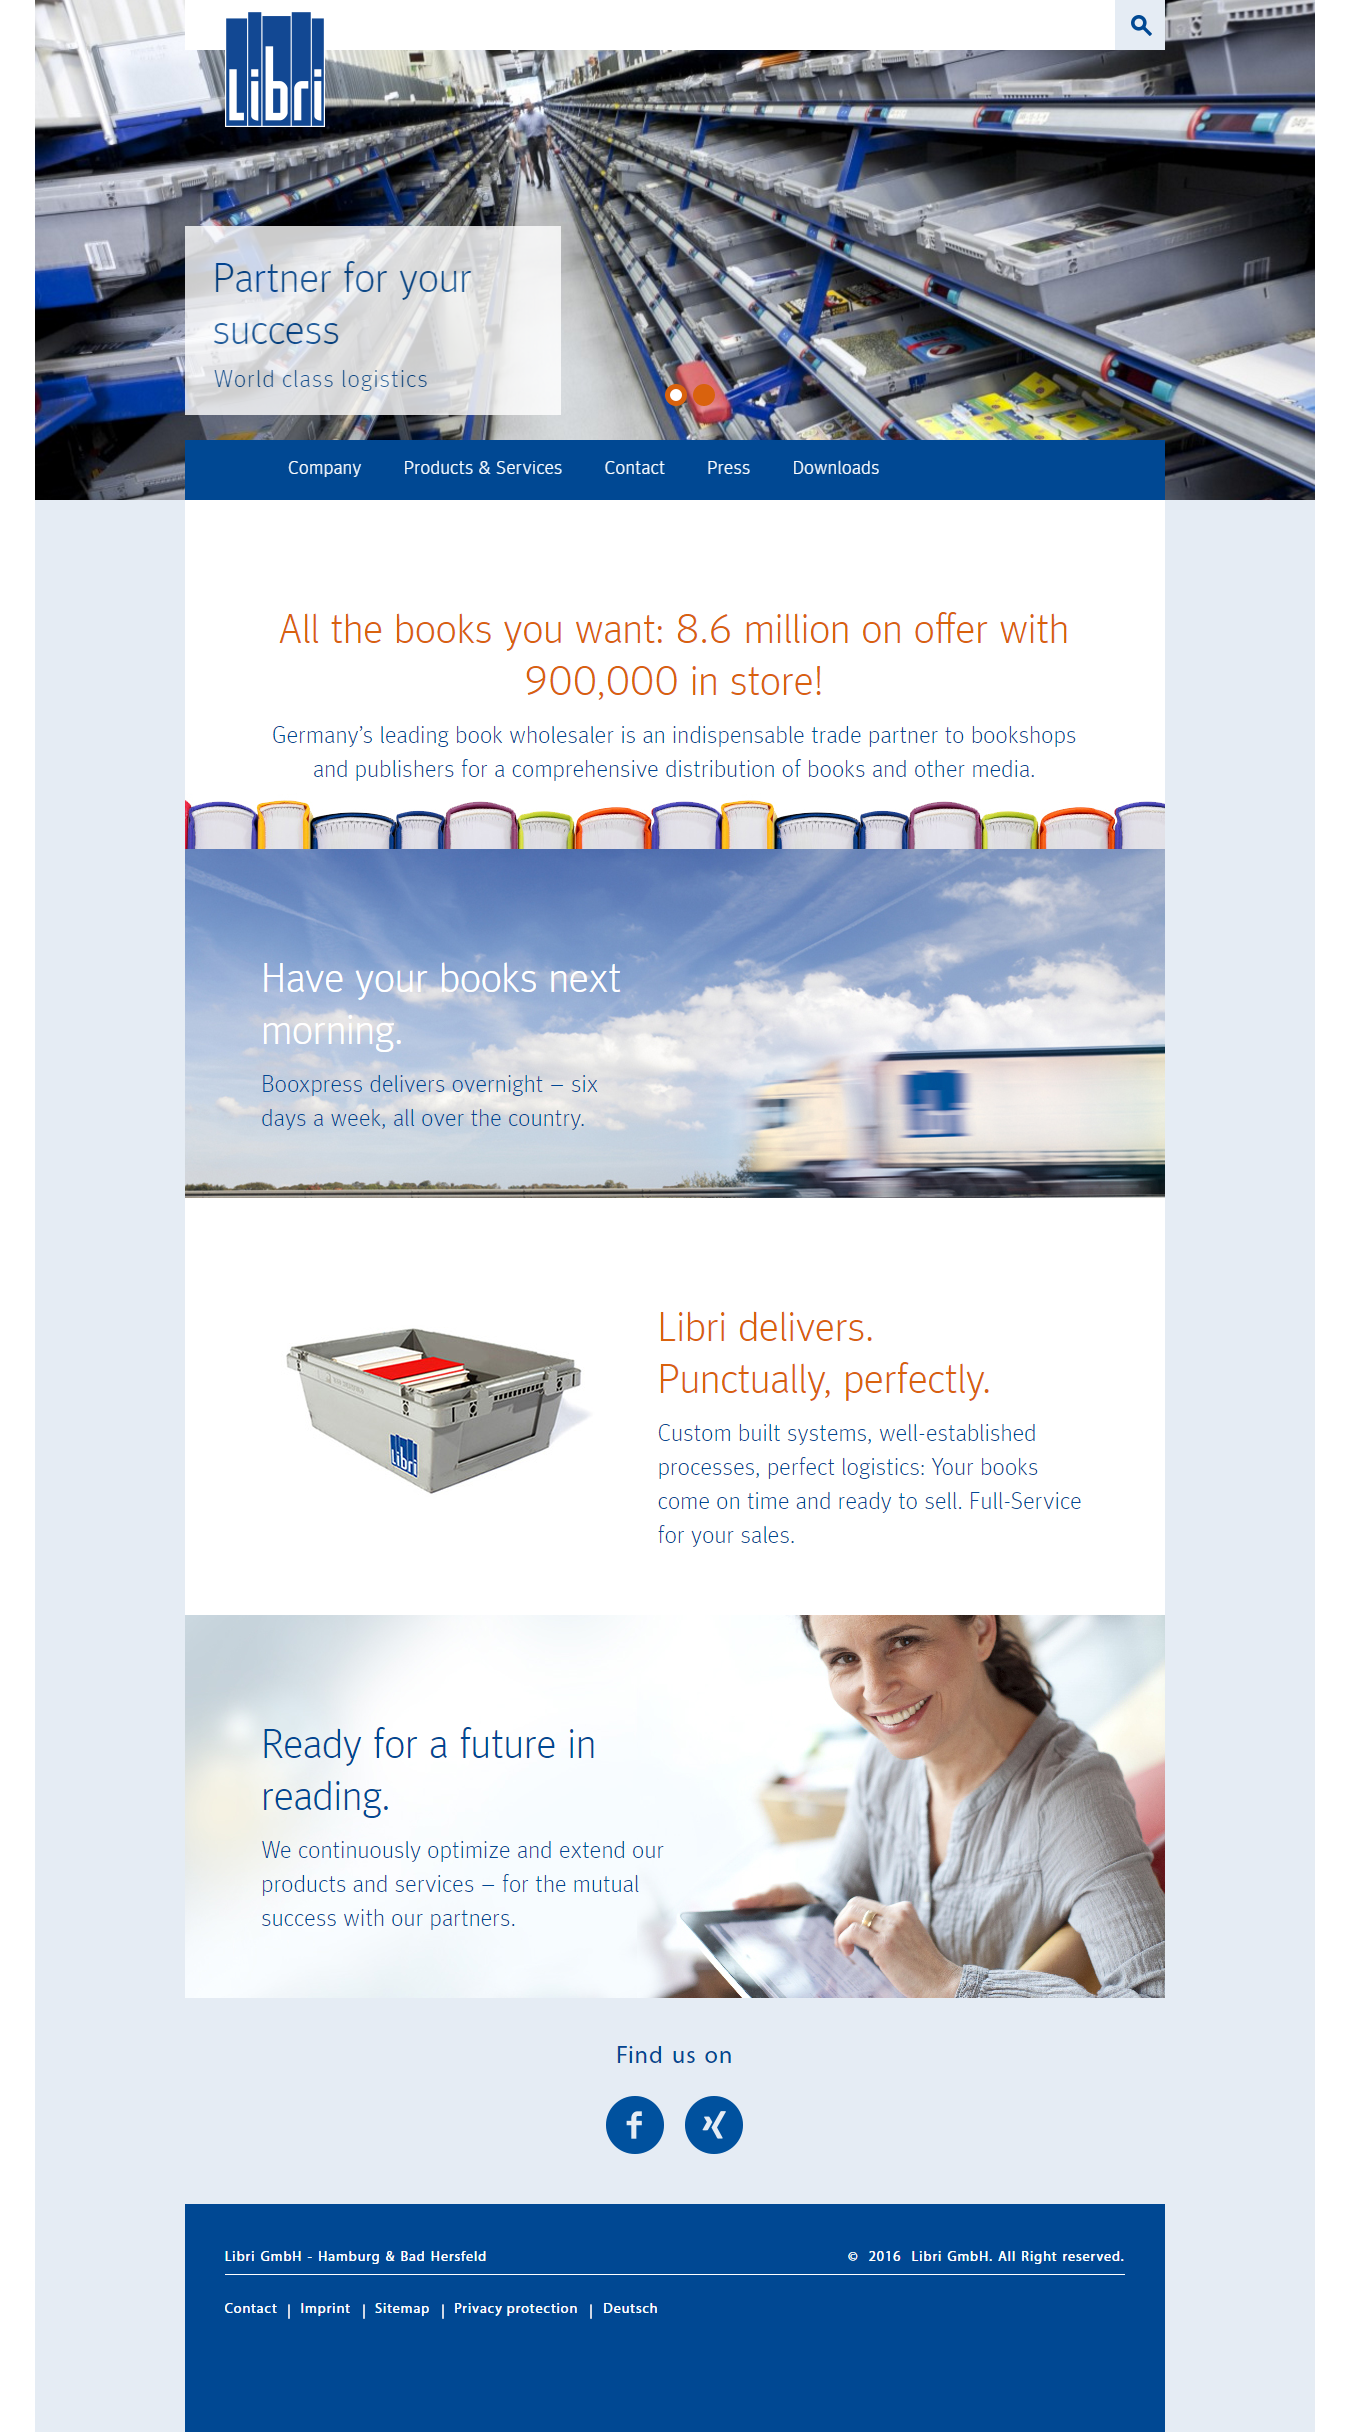 Libri
Partner for your
success
World class logistics
Company Products & Services Contact Press Downloads
All the books you want: 8.6 million on offer with
900,000 in store!
Germany’s leading book wholesaler is an indispensable trade partner to bookshops
and publishers for a comprehensive distribution of books and other media.
Have your books next
morning.
Booxpress delivers overnight – six
days a week, all over the country.
Libri delivers.
Punctually, perfectly.
Custom built systems, well-established
processes, perfect logistics: Your books
come on time and ready to sell. Full-Service
for your sales.
Libri
Ready for a future in
reading.
We continuously optimize and extend our
products and services – for the mutual
success with our partners.
Find us on
Libri GmbH - Hamburg & Bad Hersfeld
© 2016 Libri GmbH. All Right reserved.
Contact | Imprint | Sitemap | Privacy protection | Deutsch